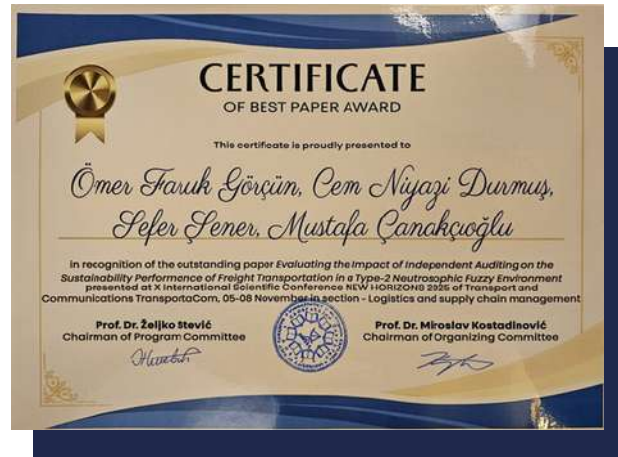 CERTIFICATE
OF BEST PAPER AWARD
This certificate is proudly presented to
Ömer Faruk Görçün, Cem Niyazi Durmuş,
Sefer Şener, Mustafa Çanakçıoğlu
in recognition of the outstanding paper Evaluating the Impact of Independent Auditing on the
Sustainability Performance of Freight Transportation in a Type-2 Neutrosophic Fuzzy Environment
presented at X International Scientific Conference NEW HORIZONS 2025 of Transport and
Communications TransportaCom, 05-08 November in section - Logistics and supply chain management
Prof. Dr. Željko Stević
Chairman of Program Committee
Prof. Dr. Miroslav Kostadinović
Chairman of Organizing Committee